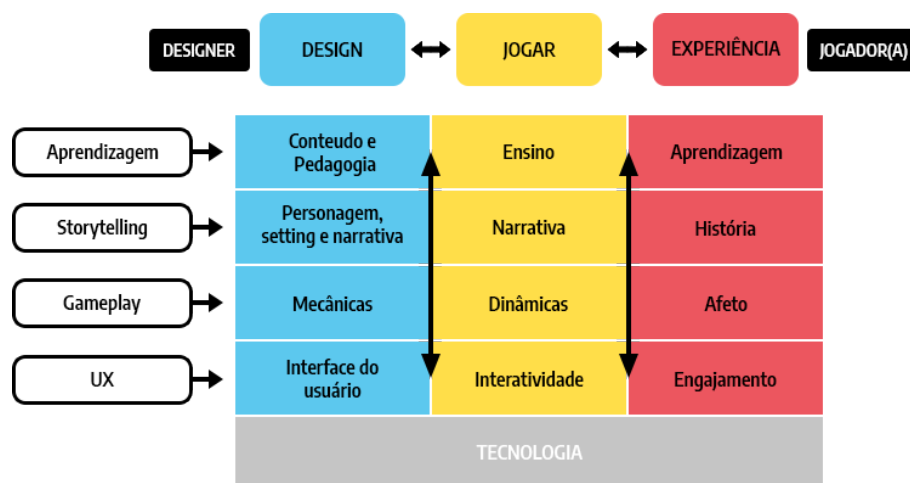 DESIGNER
DESIGN
JOGAR
EXPERIÊNCIA
JOGADOR(A)
Aprendizagem
Conteudo e
Pedagogia
Ensino
Aprendizagem
Storytelling
Personagem,
setting e narrativa
Narrativa
História
Gameplay
Mecânicas
Dinâmicas
Afeto
UX
Interface do
usuário
Interatividade
Engajamento
TECNOLOGIA